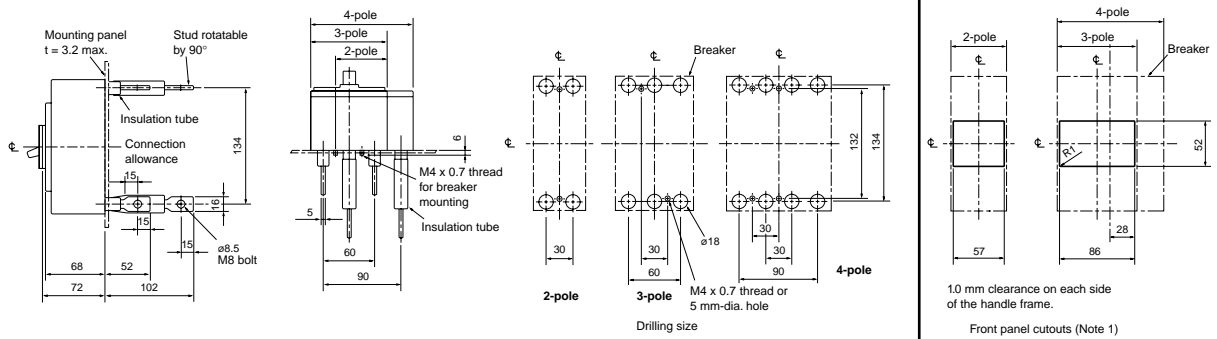 Mounting panel
t = 3.2 max.
Stud rotatable
by 90°
Insulation tube
Connection
allowance
℄
134
15
15
16
15
ø8.5
M8 bolt
68
52
72
102
4-pole
3-pole
2-pole
6
M4 x 0.7 thread
for breaker
mounting
Insulation tube
5
60
90
Breaker
℄
℄
℄
℄
132
134
ø18
30
30
60
30
30
90
M4 x 0.7 thread or
5 mm-dia. hole
2-pole
3-pole
4-pole
Drilling size
4-pole
2-pole
3-pole
Breaker
℄
℄
℄
R1
52
28
57
86
1.0 mm clearance on each side
of the handle frame.
Front panel cutouts (Note 1)